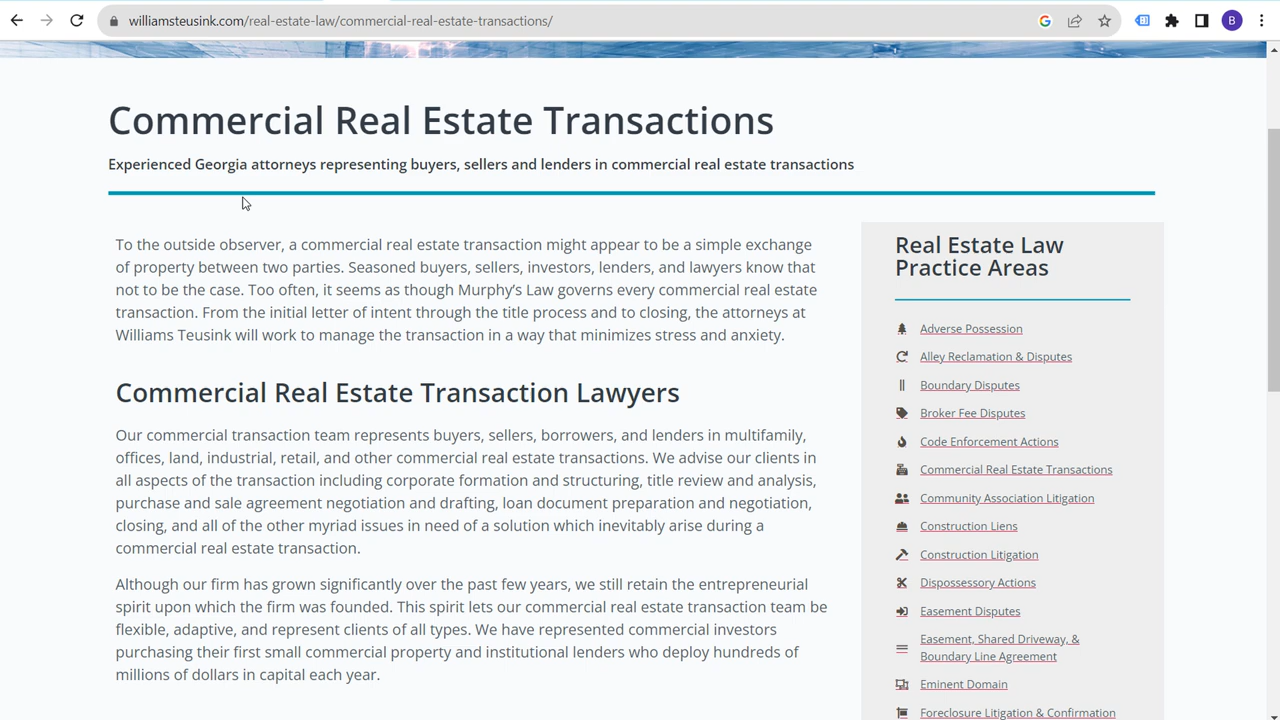 williamsteusink.com/real-estate-law/commercial-real-estate-transactions/
B
Commercial Real Estate Transactions
Experienced Georgia attorneys representing buyers, sellers and lenders in commercial real estate transactions
To the outside observer, a commercial real estate transaction might appear to be a simple exchange
of property between two parties. Seasoned buyers, sellers, investors, lenders, and lawyers know that
not to be the case. Too often, it seems as though Murphy's Law governs every commercial real estate
transaction. From the initial letter of intent through the title process and to closing, the attorneys at
Williams Teusink will work to manage the transaction in a way that minimizes stress and anxiety.
Commercial Real Estate Transaction Lawyers
Our commercial transaction team represents buyers, sellers, borrowers, and lenders in multifamily,
offices, land, industrial, retail, and other commercial real estate transactions. We advise our clients in
all aspects of the transaction including corporate formation and structuring, title review and analysis,
purchase and sale agreement negotiation and drafting, loan document preparation and negotiation,
closing, and all of the other myriad issues in need of a solution which inevitably arise during a
commercial real estate transaction.
Although our firm has grown significantly over the past few years, we still retain the entrepreneurial
spirit upon which the firm was founded. This spirit lets our commercial real estate transaction team be
flexible, adaptive, and represent clients of all types. We have represented commercial investors
purchasing their first small commercial property and institutional lenders who deploy hundreds of
millions of dollars in capital each year.
Real Estate Law
Practice Areas
Adverse Possession
Alley Reclamation & Disputes
Boundary Disputes
Broker Fee Disputes
Code Enforcement Actions
Commercial Real Estate Transactions
Community Association Litigation
Construction Liens
Construction Litigation
Dispossessory Actions
Easement Disputes
Easement, Shared Driveway, &
Boundary Line Agreement
Eminent Domain
Foreclosure Litigation & Confirmation